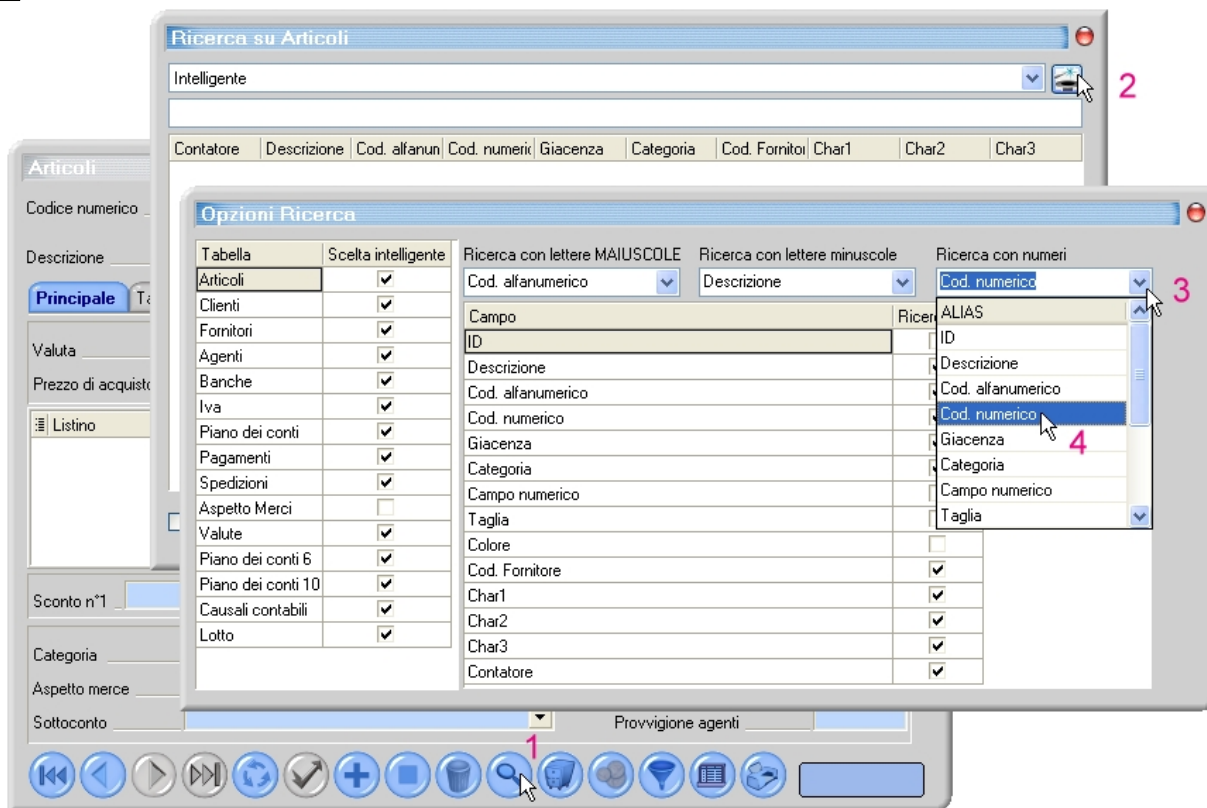 Ricerca su Articoli
Intelligente
2
Contatore Descrizione Cod. alfanun Cod. numeric Giacenza Categoria Cod. Fornitor Char1 Char2 Char3
Articoli
Codice numerico
Descrizione
Principale Ta
Valuta
Prezzo di acquisto
Listino
Sconto n°1
Categoria
Aspetto merce
Sottoconto
Provvigione agenti
1
Opzioni Ricerca
Tabella Scelta intelligente
Articoli
Clienti
Fornitori
Agenti
Banche
Iva
Piano dei conti
Pagamenti
Spedizioni
Aspetto Merci
Valute
Piano dei conti 6
Piano dei conti 10
Causali contabili
Lotto
Ricerca con lettere MAIUSCOLE Ricerca con lettere minuscole Ricerca con numeri
Cod. alfanumerico Descrizione Cod. numerico
3
Campo Ricer
ID
Descrizione
Cod. alfanumerico
Cod. numerico
Giacenza
Categoria
Campo numerico
Taglia
Colore
Cod. Fornitore
Char1
Char2
Char3
Contatore
ALIAS
ID
Descrizione
Cod. alfanumerico
Cod. numerico
4
Giacenza
Categoria
Campo numerico
Taglia